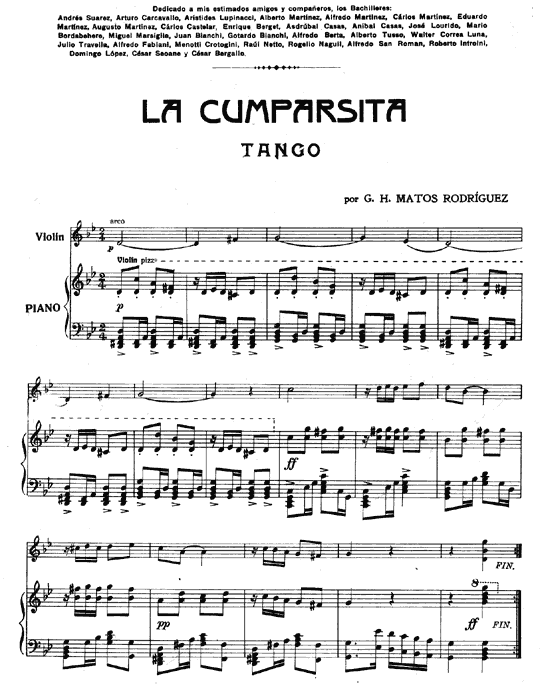 Dedicado a mis estimados amigos y compañeros, los Bachilleres:
Andrés Suarez, Arturo Carcavallo, Aristides Lupinacci, Alberto Martinez, Alfredo Martinez, Cárlos Martinez, Eduardo
Martinez, Augusto Martinez, Cárlos Castelar, Enrique Berget, Asdrúbal Casas, Anibal Casas, José Lourido, Mario
Bordabehere, Miguel Marsiglia, Juan Bianchi, Gotardo Bianchi, Alfredo Berta, Alberto Tusso, Walter Correa Luna,
Julio Travella, Alfredo Fabiani, Menotti Crotogini, Raúl Netto, Rogelio Naguil, Alfredo San Roman, Roberto Introini,
Domingo López, César Seoane y César Bargallo.
LA CUMPARSITA
TANGO
por G. H. MATOS RODRÍGUEZ
arco
Violin
p
Violin pizz
PIANO
p
ff
FIN.
8
pp
ff FIN.